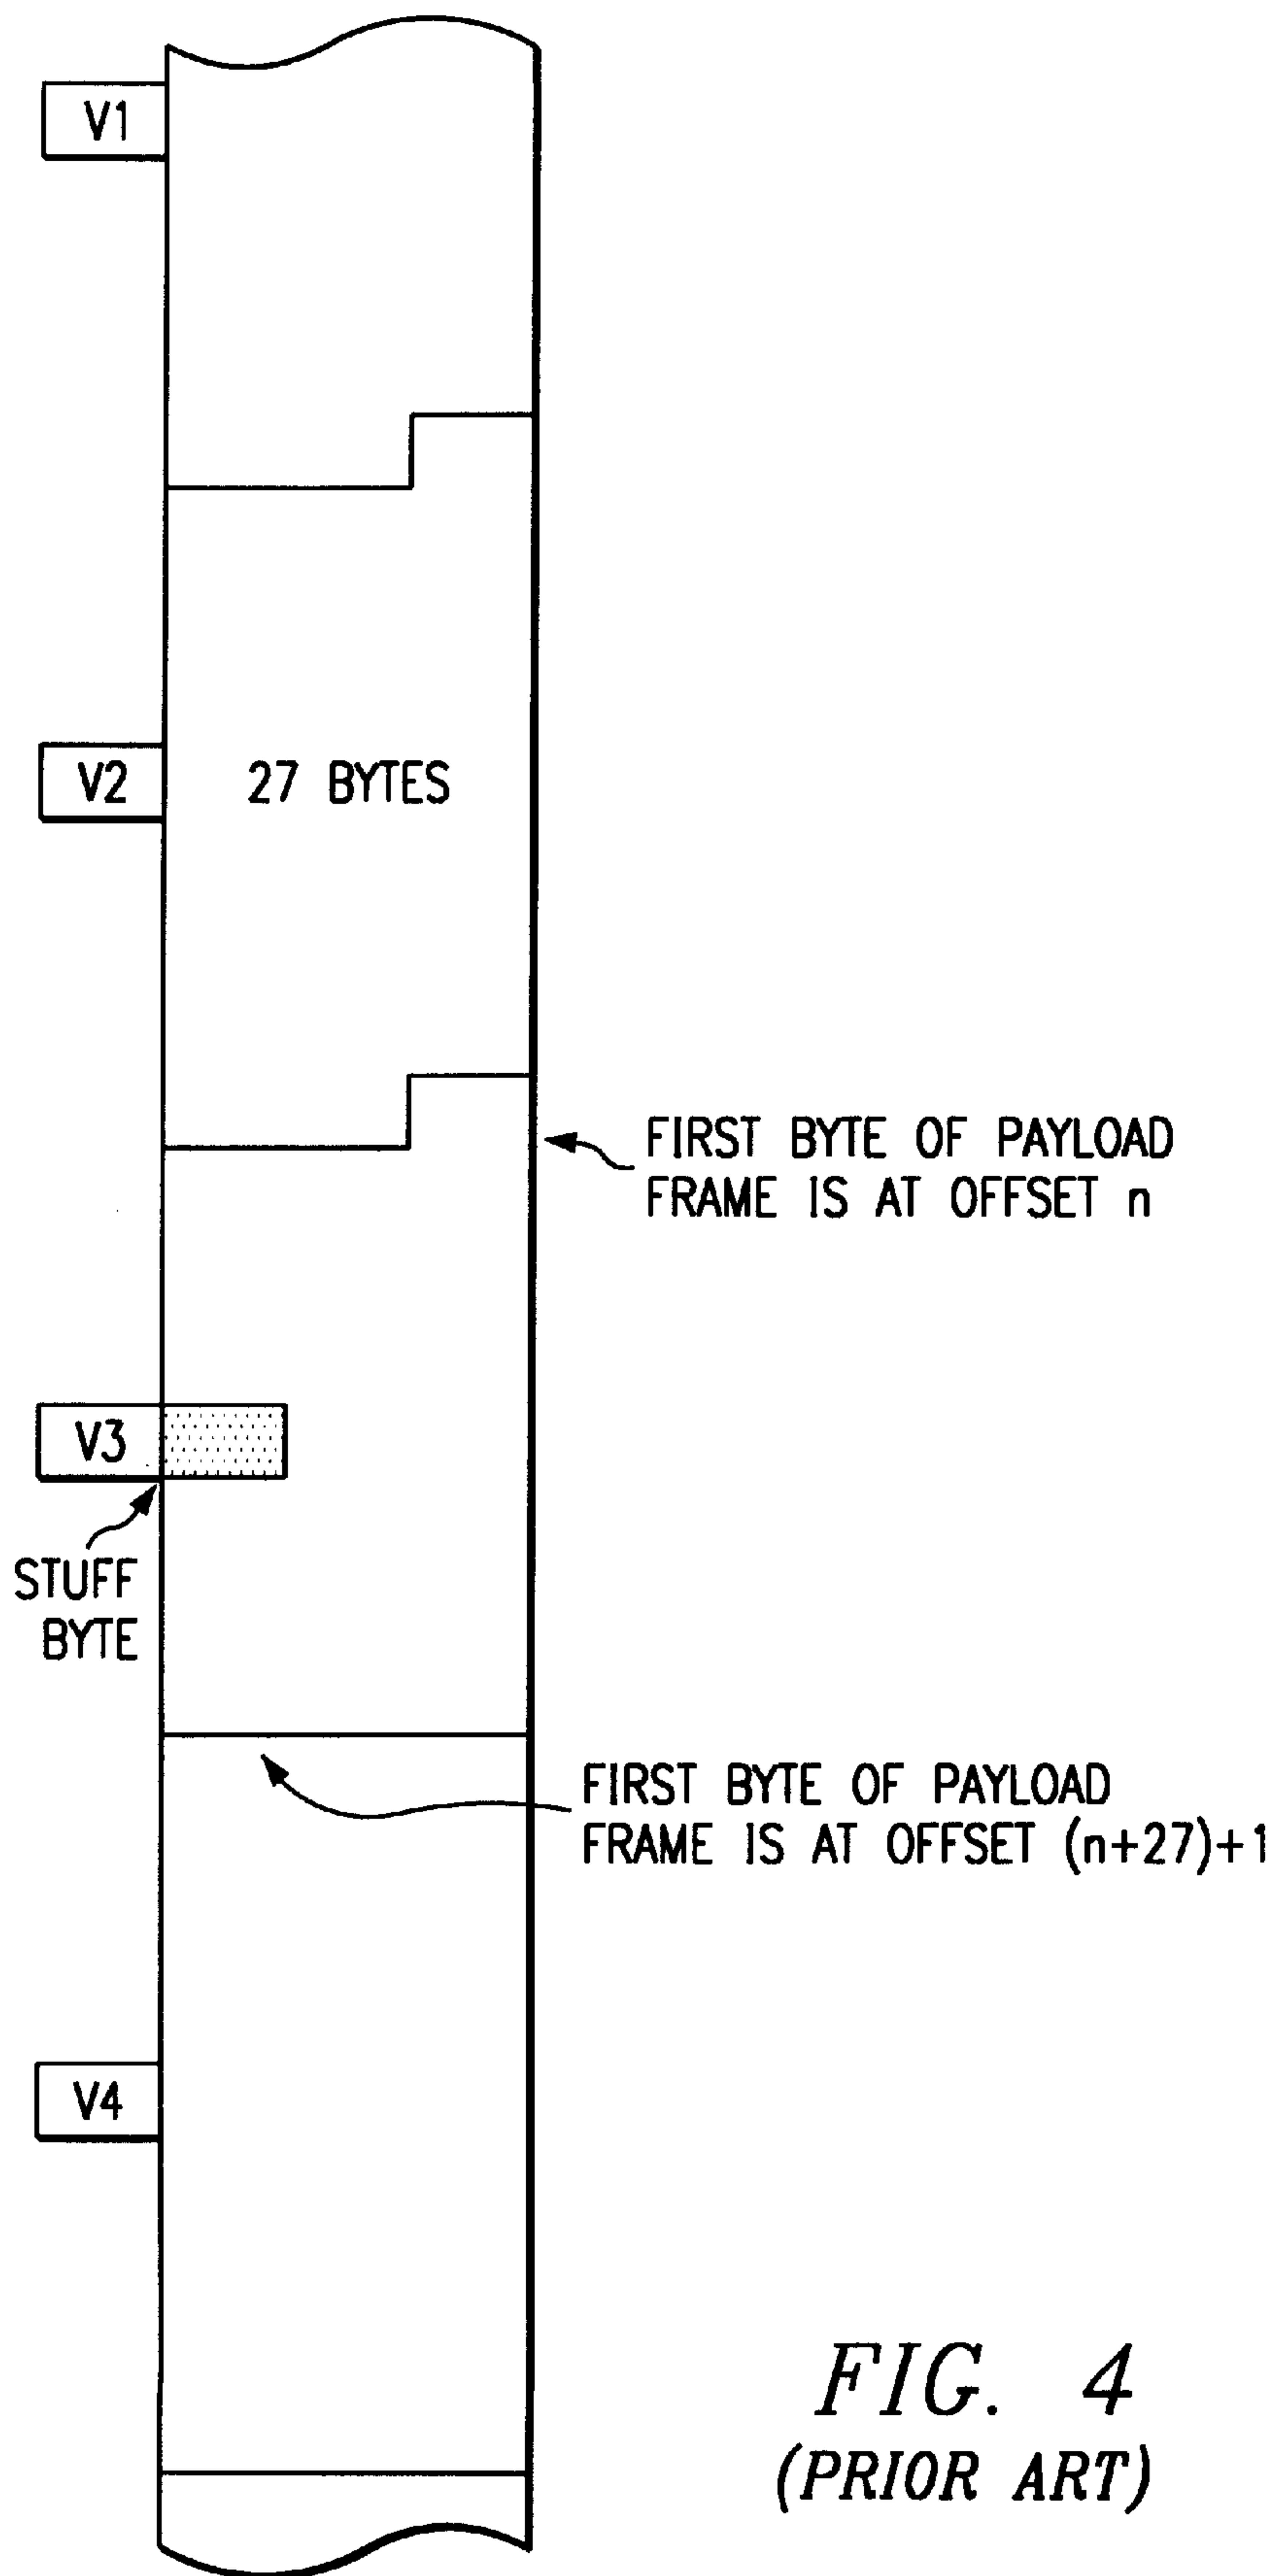 V1
V2
27 BYTES
FIRST BYTE OF PAYLOAD
FRAME IS AT OFFSET n
V3
STUFF
BYTE
FIRST BYTE OF PAYLOAD
FRAME IS AT OFFSET (n+27)+1
V4
FIG. 4
(PRIOR ART)